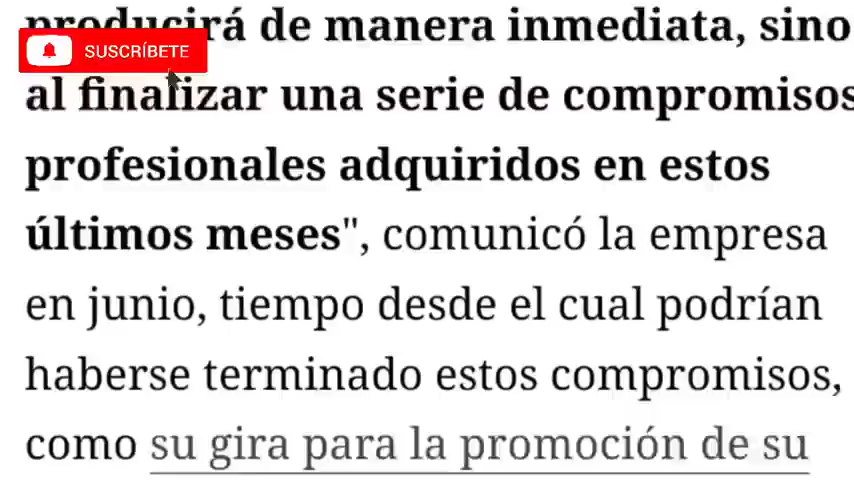 producirá de manera inmediata, sino
SUSCRÍBETE
al finalizar una serie de compromisos
profesionales adquiridos en estos
últimos meses", comunicó la empresa
en junio, tiempo desde el cual podrían
haberse terminado estos compromisos,
como su gira para la promoción de su